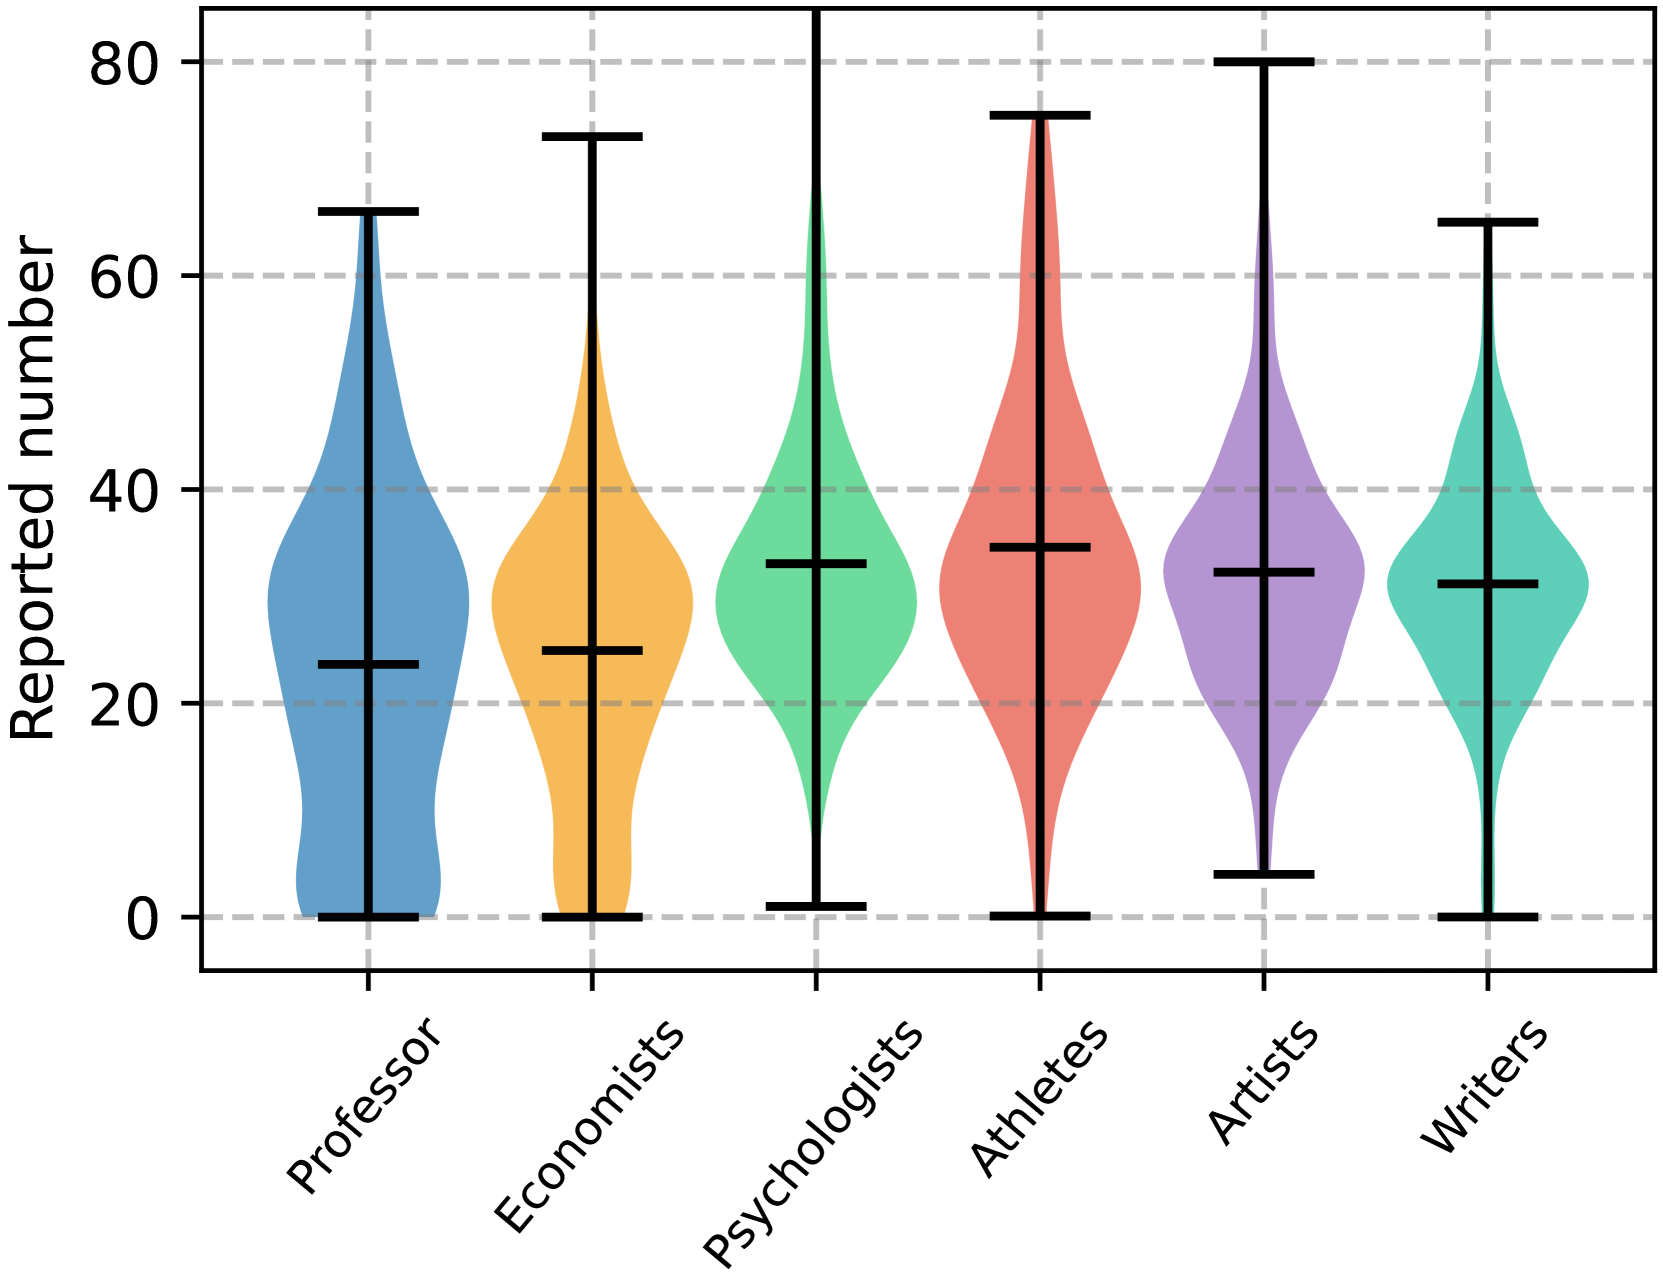 Reported number
80
60
40
20
0
Professor
Economists
Psychologists
Athletes
Artists
Writers